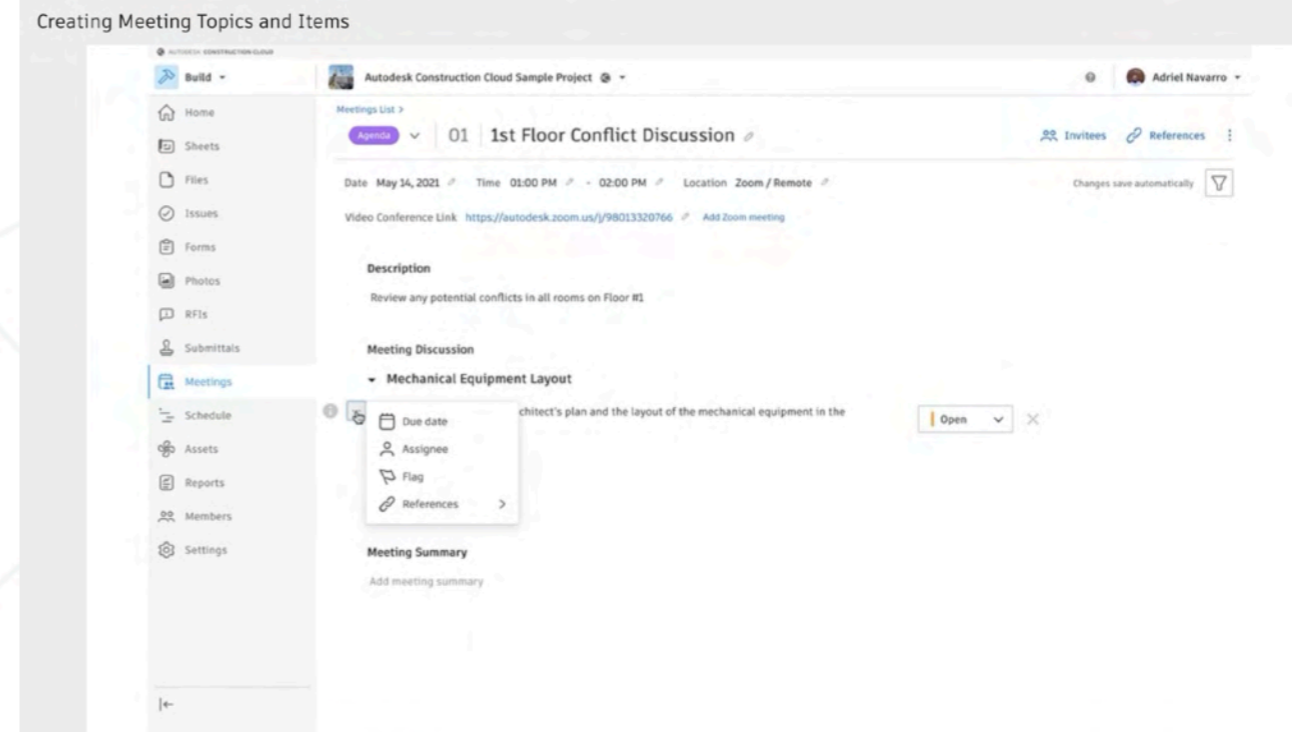 Creating Meeting Topics and Items
AUTODESK CONSTRUCTION CLOUD
Build
Autodesk Construction Cloud Sample Project
Adriel Navarro
Home
Sheets
Files
Issues
Forms
Photos
RFIs
Submittals
Meetings
Schedule
Assets
Reports
Members
Settings
Meetings List >
Agenda 01 1st Floor Conflict Discussion
Invitees References
Date May 14, 2021 Time 01:00 PM - 02:00 PM Location Zoom / Remote
Changes save automatically
Video Conference Link https://autodesk.zoom.us/j/98013320766 Add Zoom meeting
Description
Review any potential conflicts in all rooms on Floor #1
Meeting Discussion
Mechanical Equipment Layout
chitect's plan and the layout of the mechanical equipment in the
Open
Due date
Assignee
Flag
References
Meeting Summary
Add meeting summary